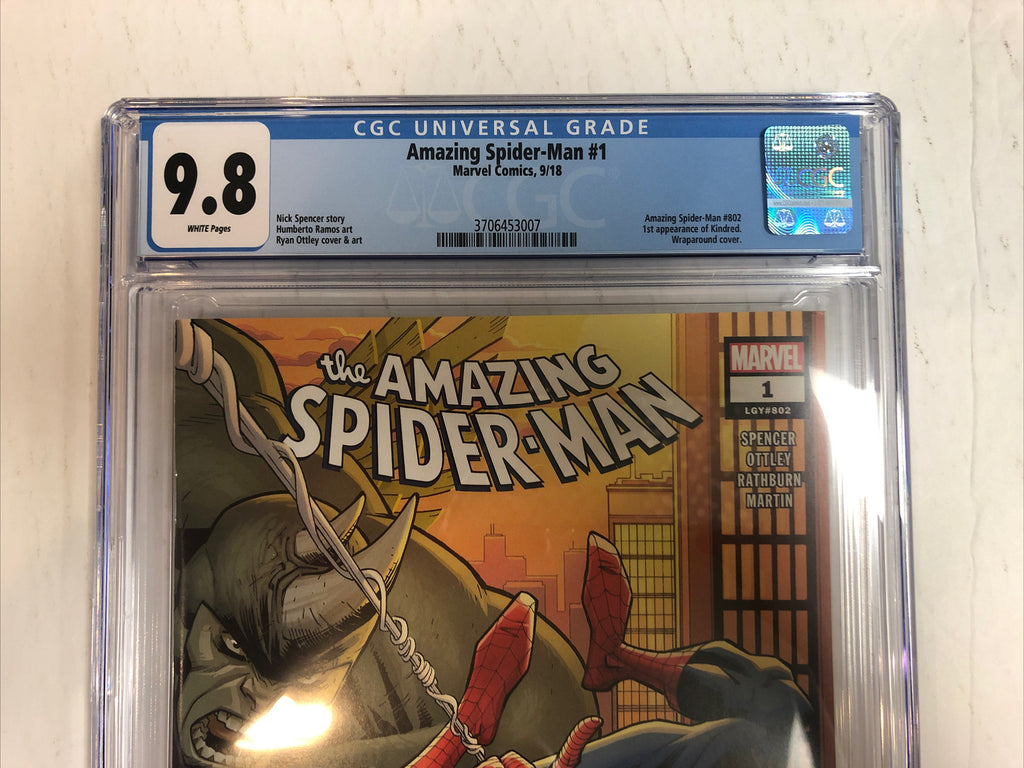 CGC UNIVERSAL GRADE
9.8
WHITE Pages
Amazing Spider-Man #1
Marvel Comics, 9/18
CGC
Nick Spencer story
Humberto Ramos art
Ryan Ottley cover & art
3706453007
Amazing Spider-Man #802
1st appearance of Kindred.
Wraparound cover.
CGC
the AMAZING
SPIDER-MAN
MARVEL
1
LGY#802
SPENCER
OTTLEY
RATHBURN
MARTIN